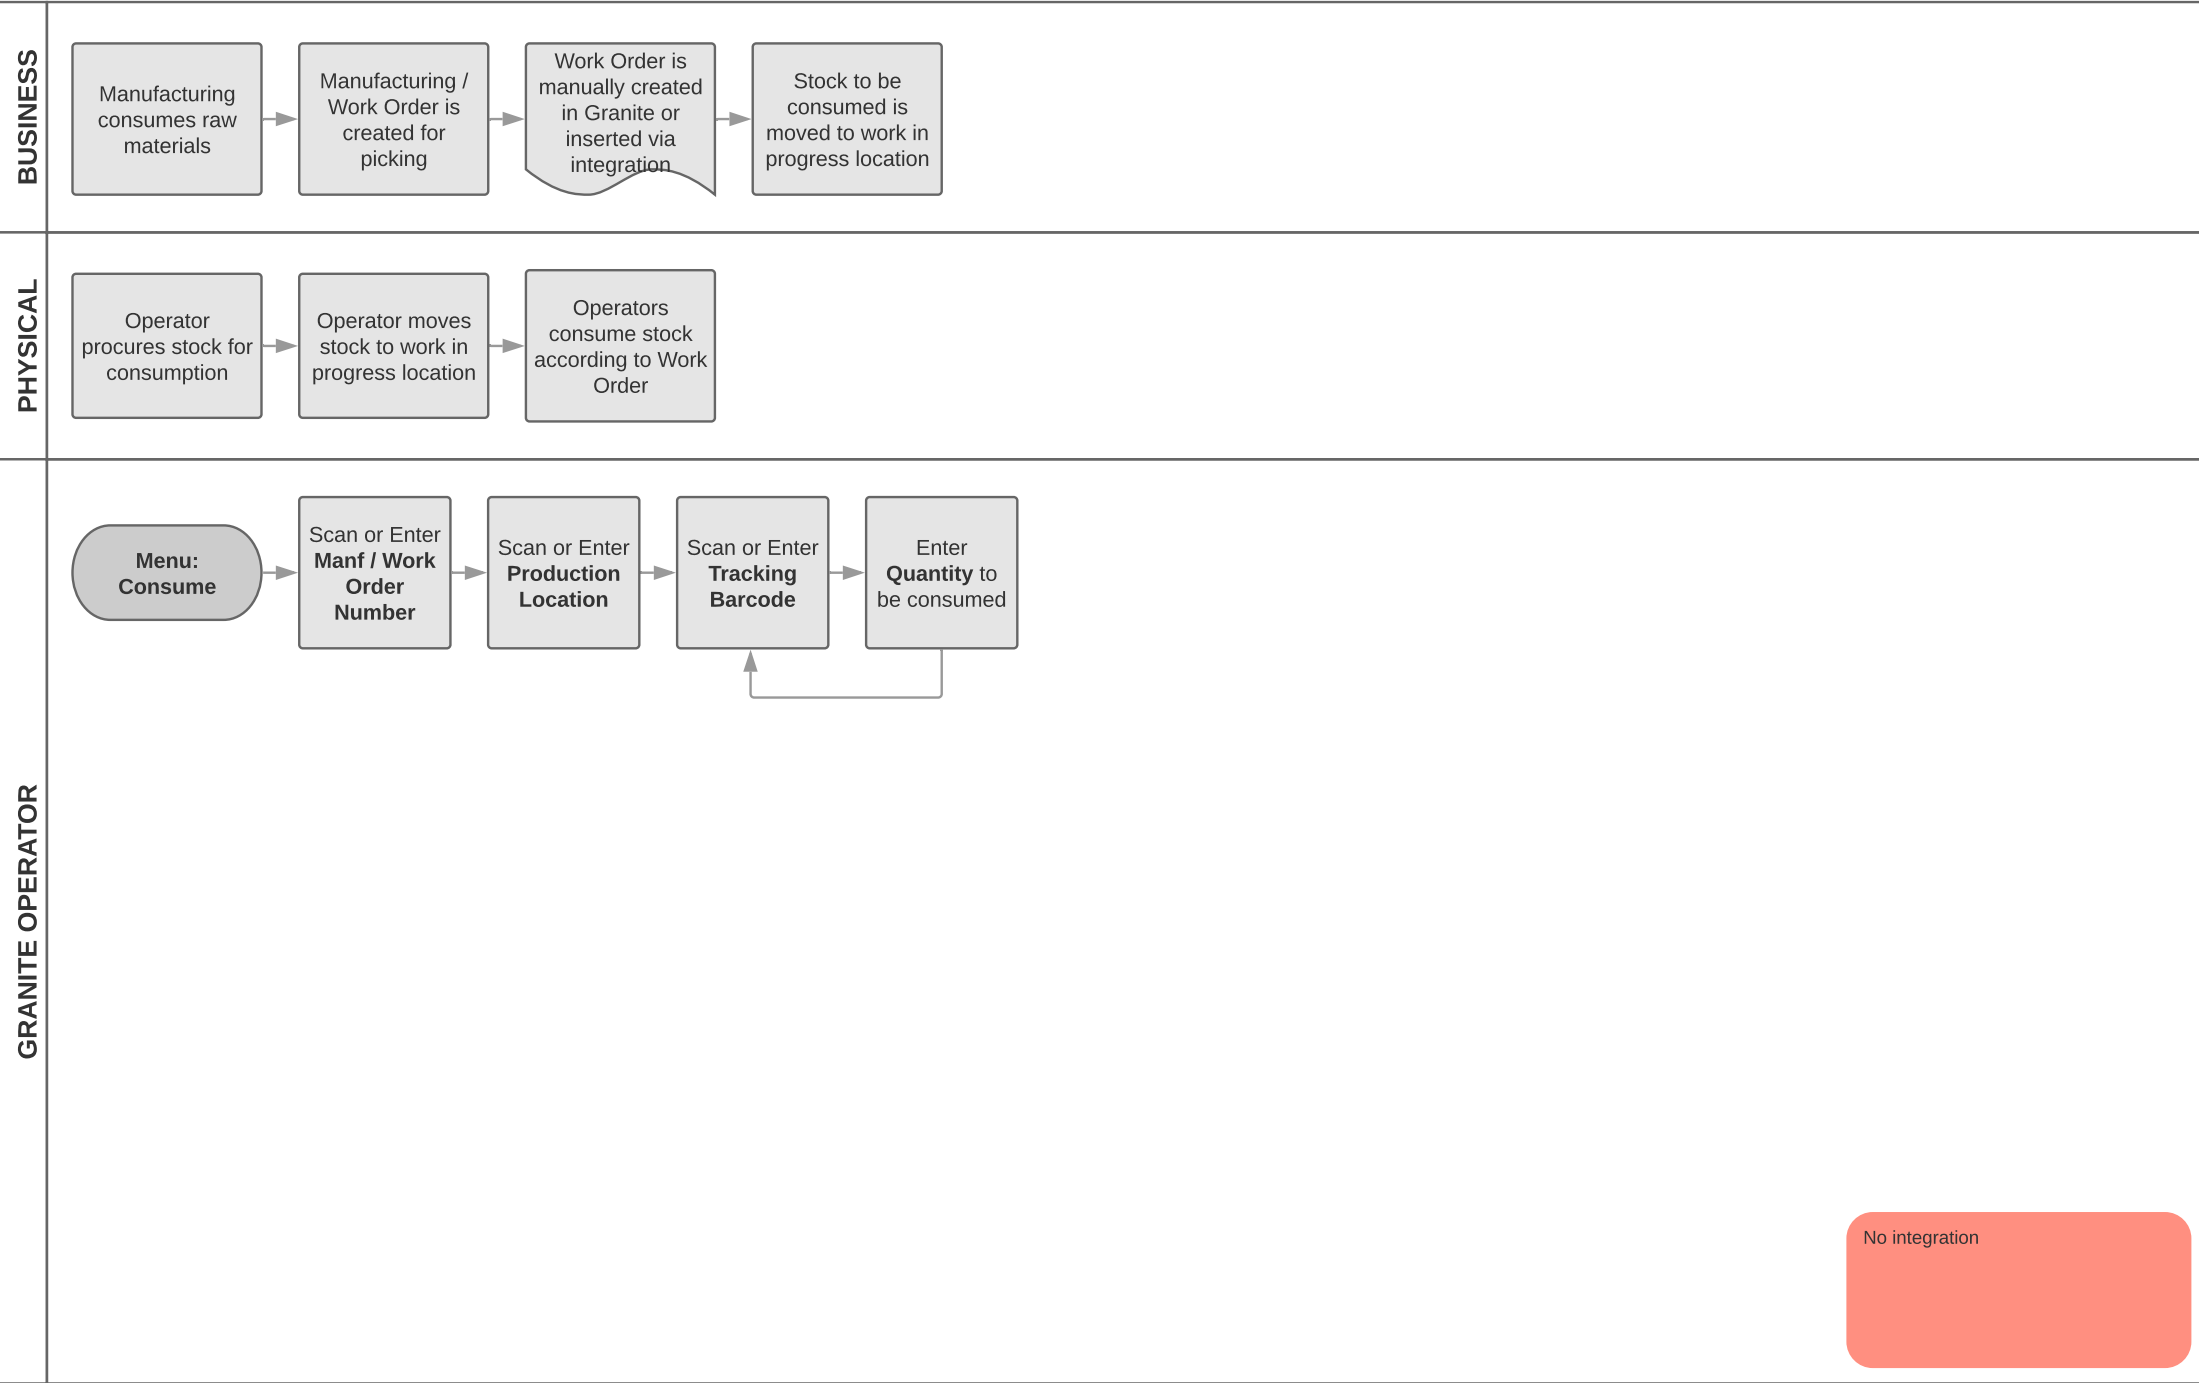 BUSINESS
Manufacturing
consumes raw
materials
Manufacturing /
Work Order is
created for
picking
Work Order is
manually created
in Granite or
inserted via
integration
Stock to be
consumed is
moved to work in
progress location
PHYSICAL
Operator
procures stock for
consumption
Operator moves
stock to work in
progress location
Operators
consume stock
according to Work
Order
GRANITE OPERATOR
Menu:
Consume
Scan or Enter
Manf / Work
Order
Number
Scan or Enter
Production
Location
Scan or Enter
Tracking
Barcode
Enter
Quantity to
be consumed
No integration